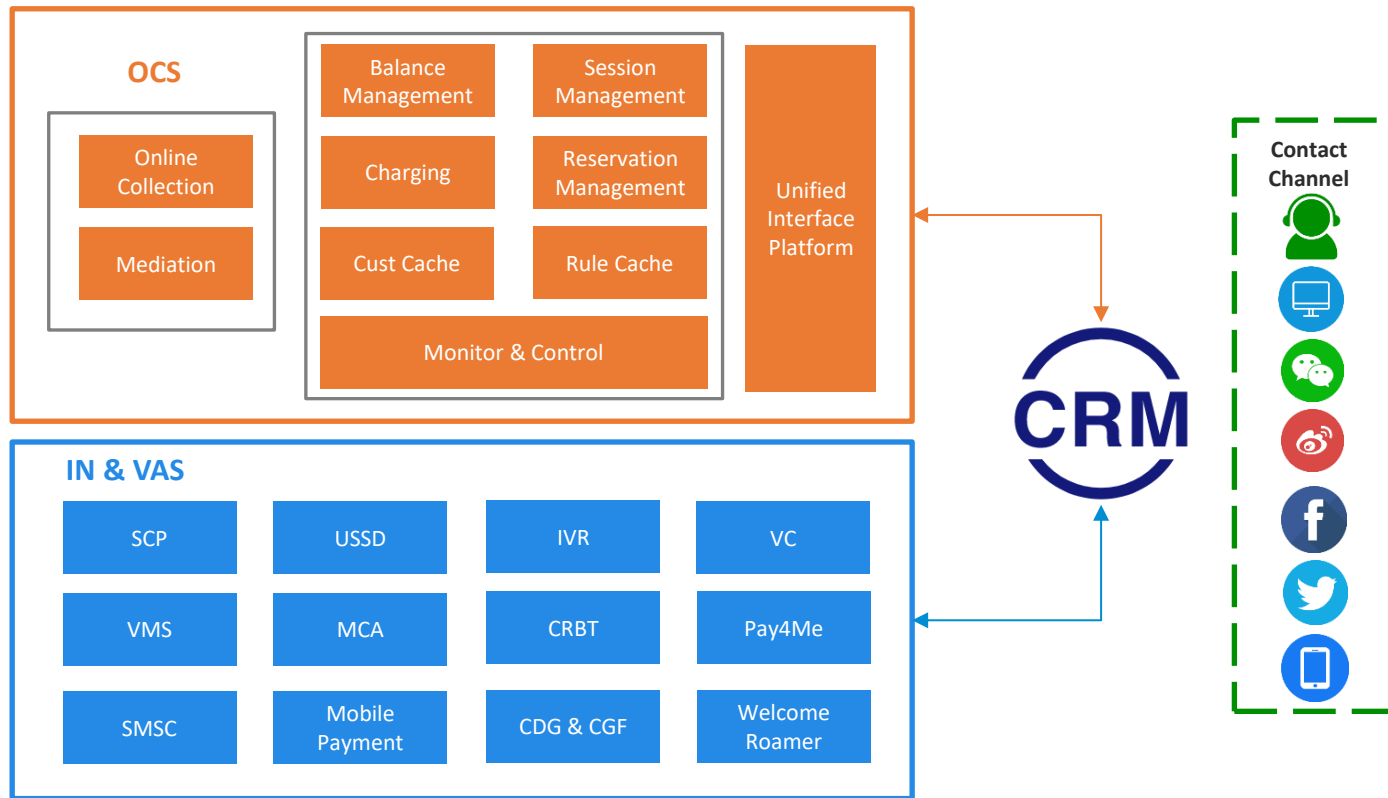 OCS
Online
Collection
Mediation
Balance
Management
Session
Management
Charging
Reservation
Management
Cust Cache
Rule Cache
Monitor & Control
Unified
Interface
Platform
IN & VAS
SCP
USSD
IVR
VC
VMS
MCA
CRBT
Pay4Me
SMSC
Mobile
Payment
CDG & CGF
Welcome
Roamer
CRM
Contact
Channel
f